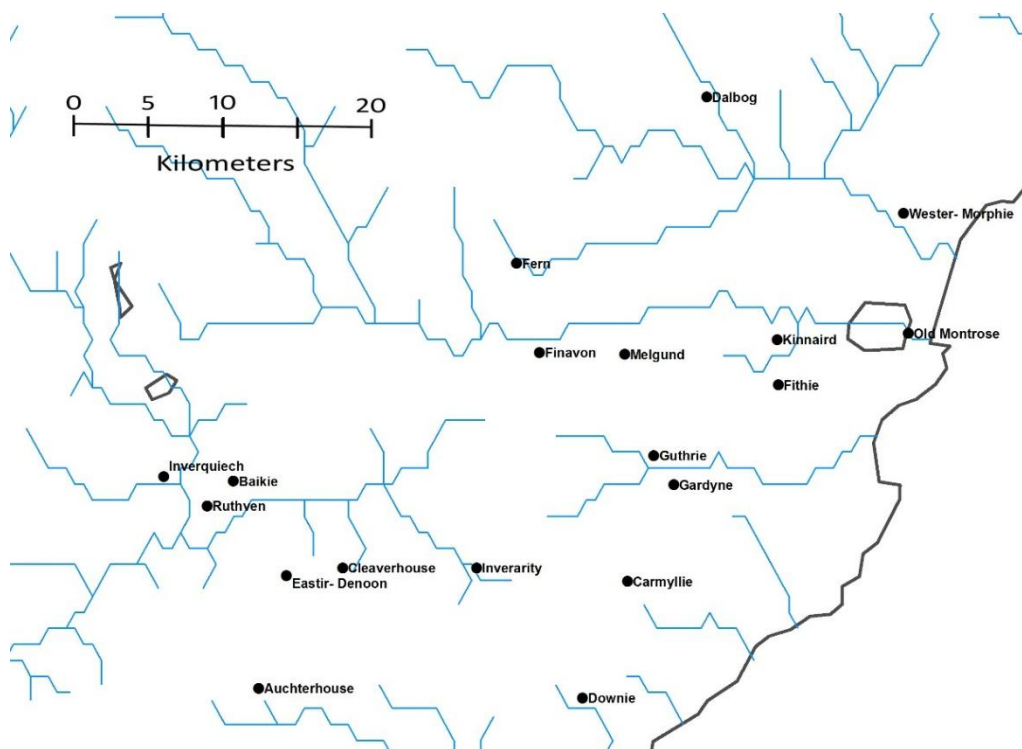 Dalbog
0 5 10 20
Kilometers
Wester- Morphie
Fern
Old Montrose
Kinnaird
Finavon
Melgund
Fithie
Guthrie
Inverquiech
Baikie
Gardyne
Ruthven
Cleaverhouse
Inverarity
Eastir- Denoon
Carmyllie
Auchterhouse
Downie